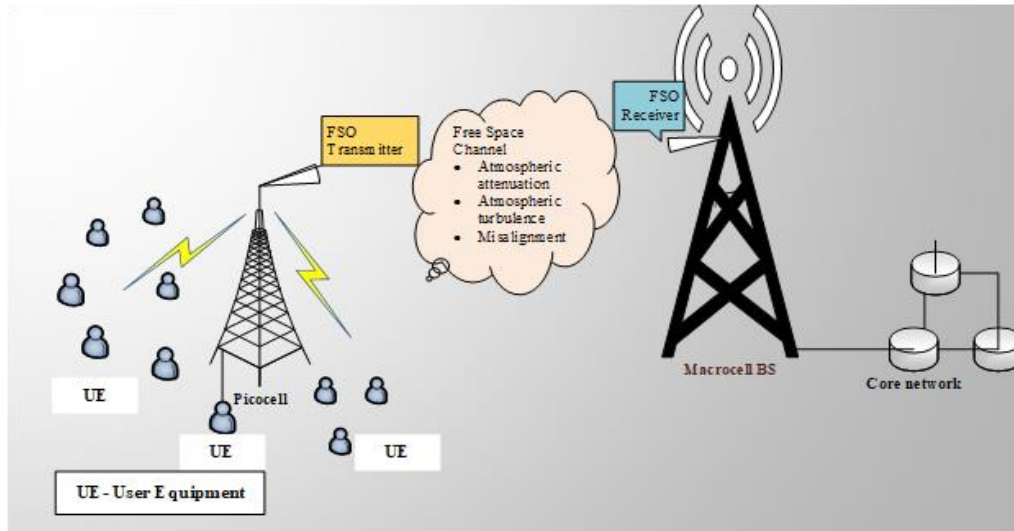 FSO
Transmitter
Free Space
Channel
• Atmospheric
attenuation
• Atmospheric
turbulence
• Misalignment
FSO
Receiver
UE
Picocell
UE
UE
UE - User Equipment
Macrocell BS
Core network